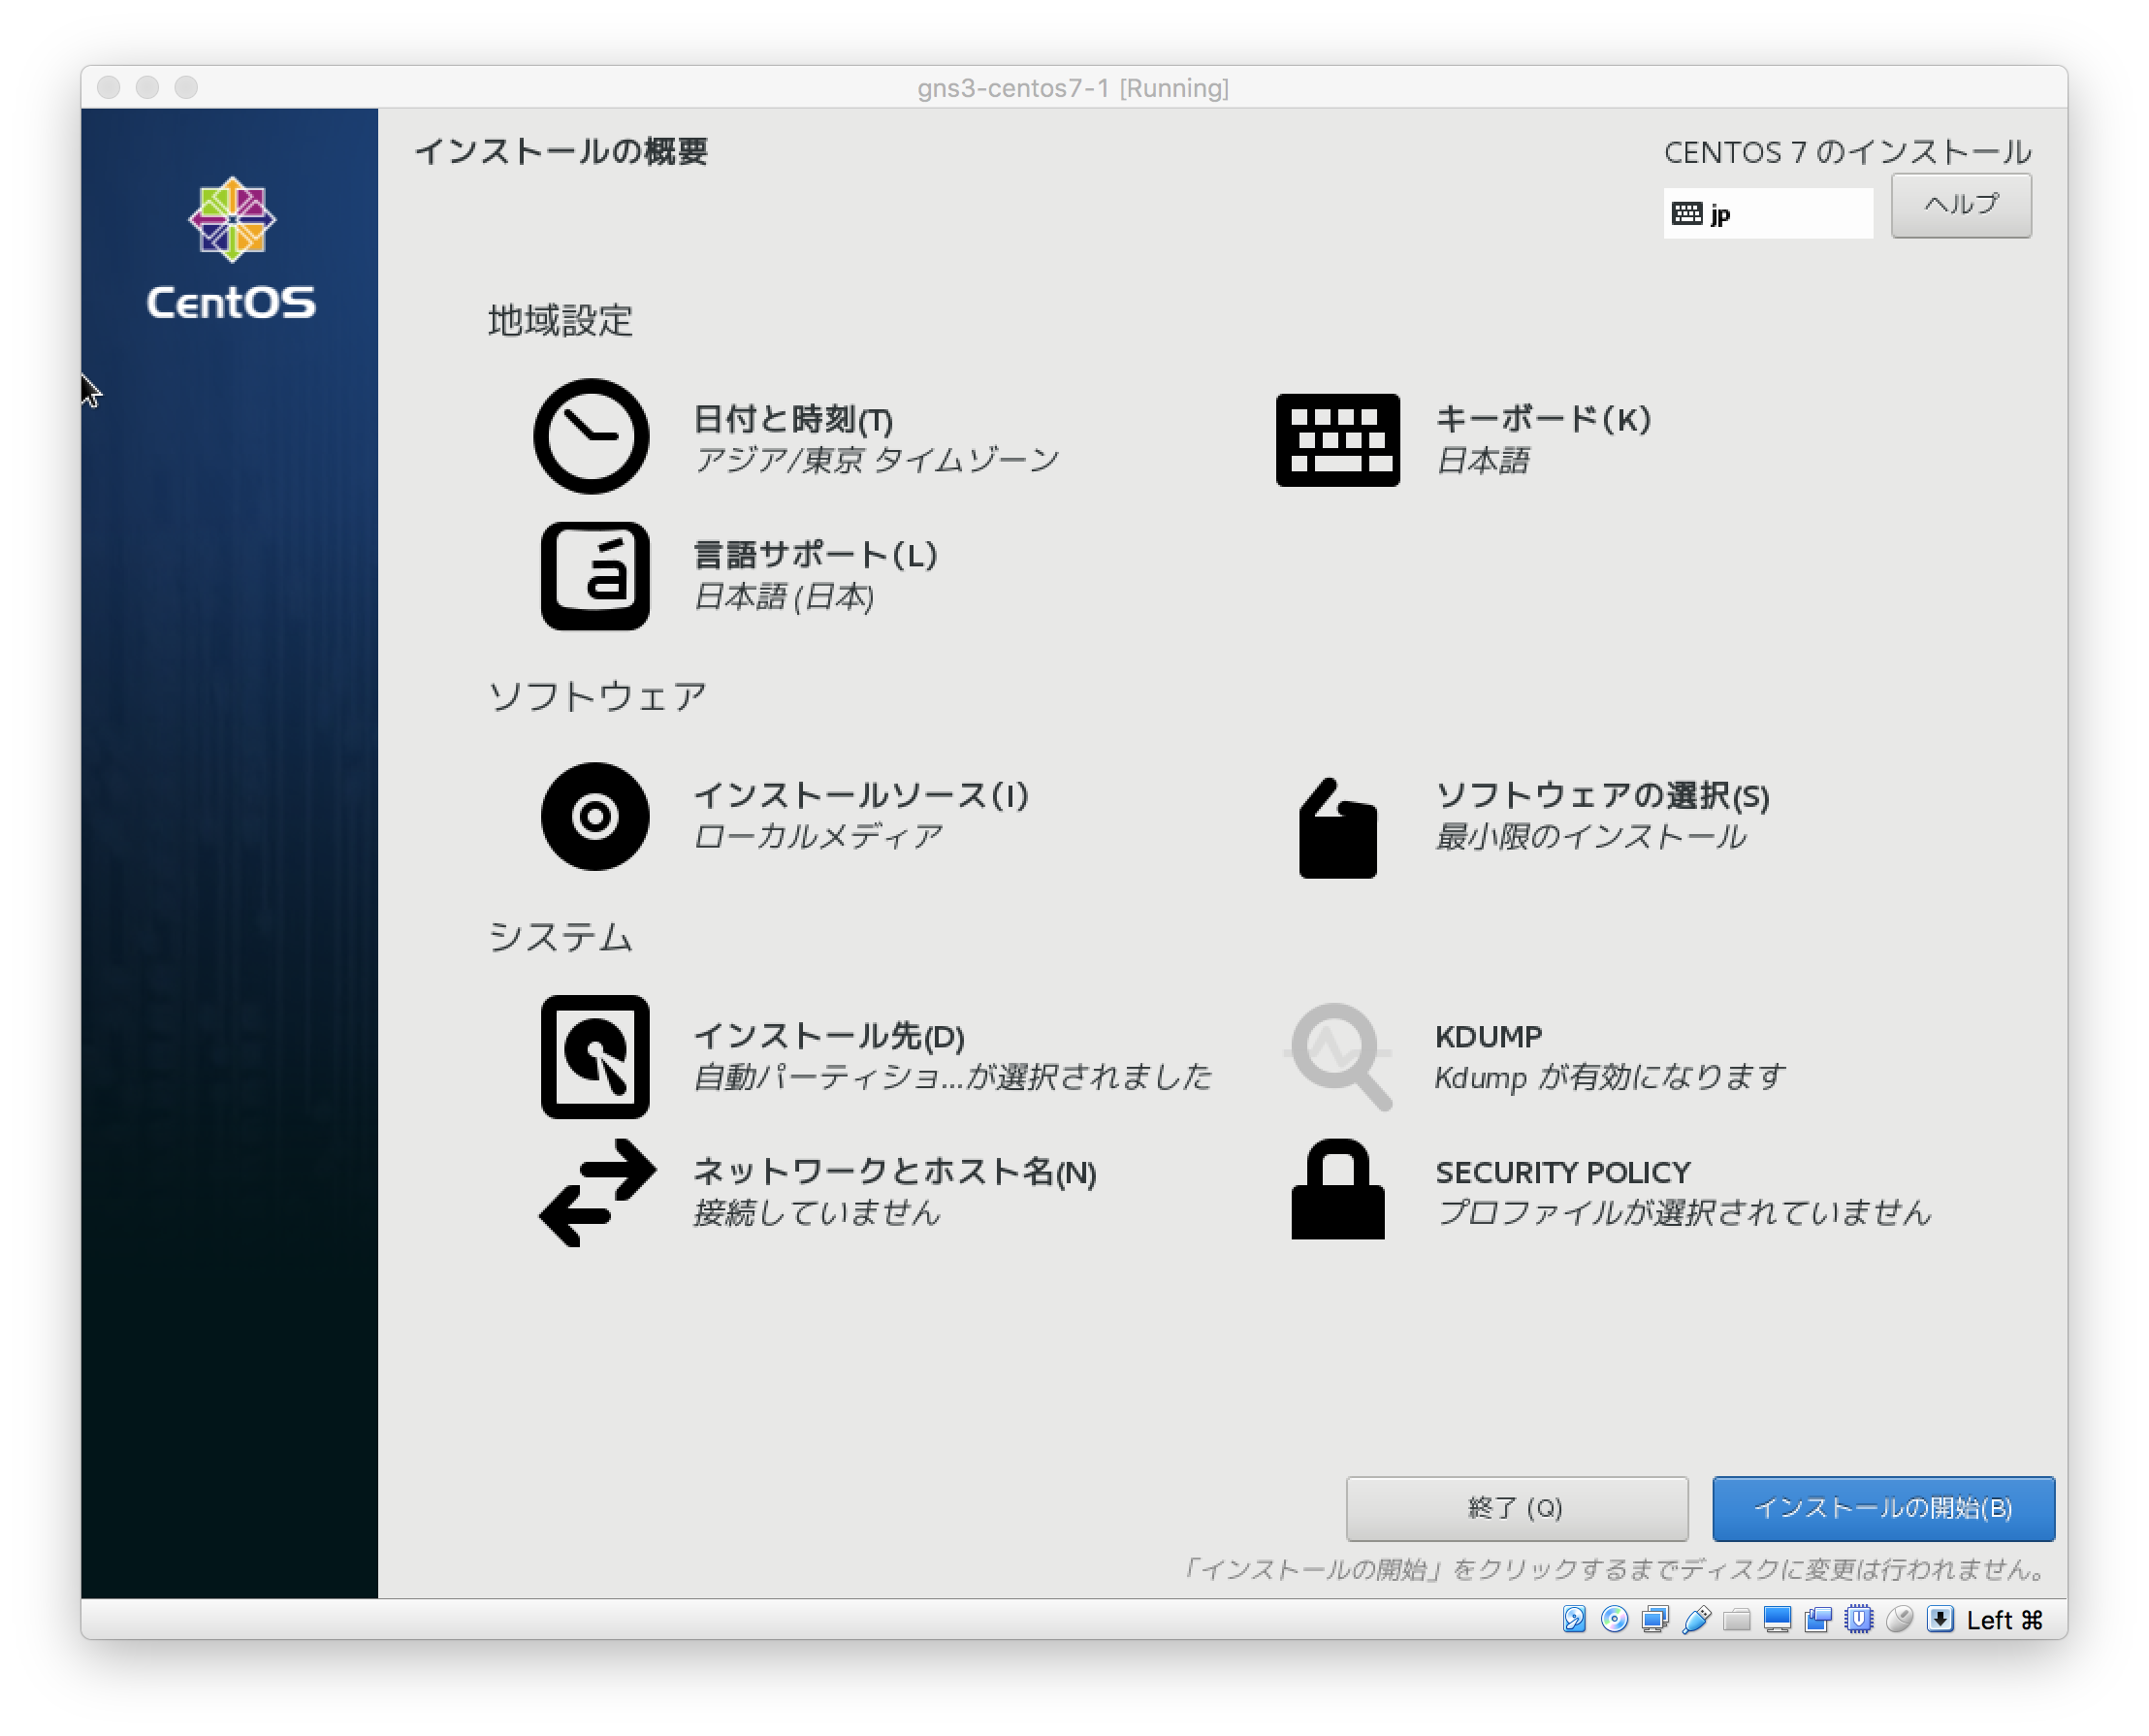 gns3-centos7-1 [Running]
インストールの概要
CENTOS 7 のインストール
jp
ヘルプ
CentOS
地域設定
日付と時刻(T)
アジア/東京 タイムゾーン
キーボード(K)
日本語
á
言語サポート(L)
日本語 (日本)
ソフトウェア
インストールソース(I)
ローカルメディア
ソフトウェアの選択(S)
最小限のインストール
システム
インストール先(D)
自動パーティショ...が選択されました
KDUMP
Kdump が有効になります
ネットワークとホスト名(N)
接続していません
SECURITY POLICY
プロファイルが選択されていません
終了 (Q)
インストールの開始(B)
「インストールの開始」をクリックするまでディスクに変更は行われません。
Left ⌘